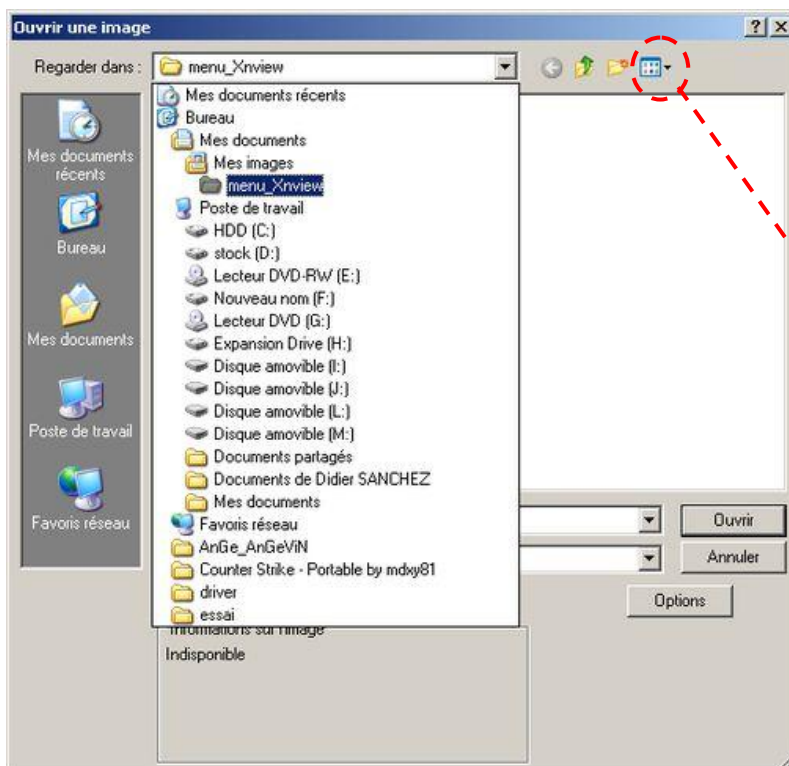 Ouvrir une image
Regarder dans :
menu_Xnview
Mes documents récents
Bureau
Mes documents
Mes images
menu_Xnview
Poste de travail
HDD (C:)
stock (D:)
Lecteur DVD-RW (E:)
Nouveau nom (F:)
Lecteur DVD (G:)
Expansion Drive (H:)
Disque amovible (I:)
Disque amovible (J:)
Disque amovible (L:)
Disque amovible (M:)
Documents partagés
Documents de Didier SANCHEZ
Mes documents
Favoris réseau
AnGe_AnGeViN
Counter Strike - Portable by mdxy81
driver
essai
Mes documents
récents
Bureau
Mes documents
Poste de travail
Favoris réseau
Ouvrir
Annuler
Options
Informations sur l'image
Indisponible